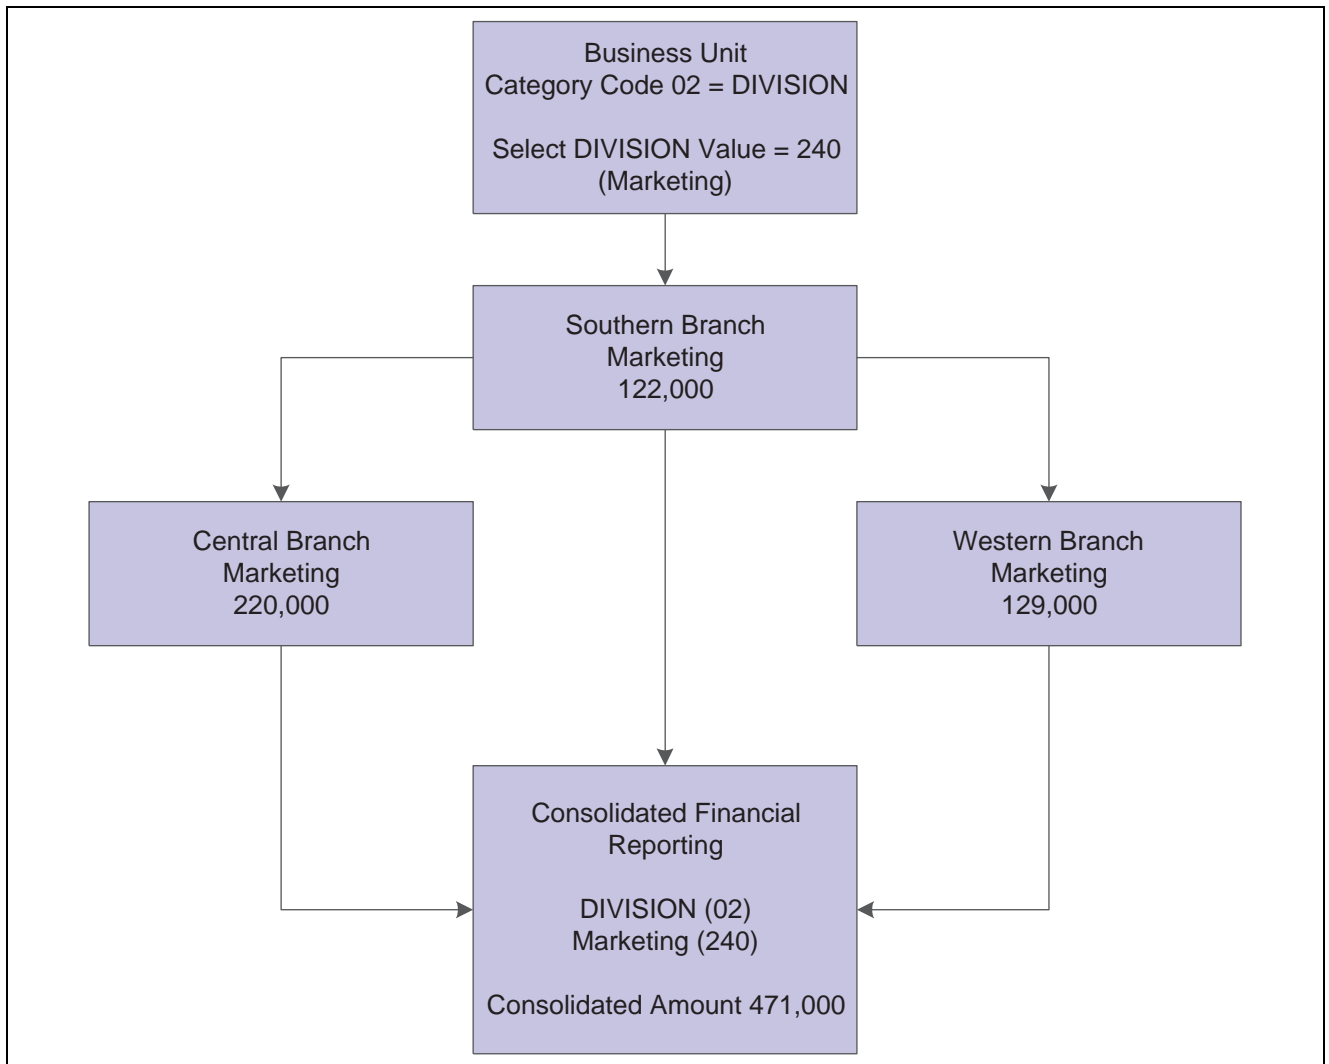 Business Unit
Category Code 02 = DIVISION
Select DIVISION Value = 240
(Marketing)
Southern Branch
Marketing
122,000
Central Branch
Marketing
220,000
Western Branch
Marketing
129,000
Consolidated Financial
Reporting
DIVISION (02)
Marketing (240)
Consolidated Amount 471,000